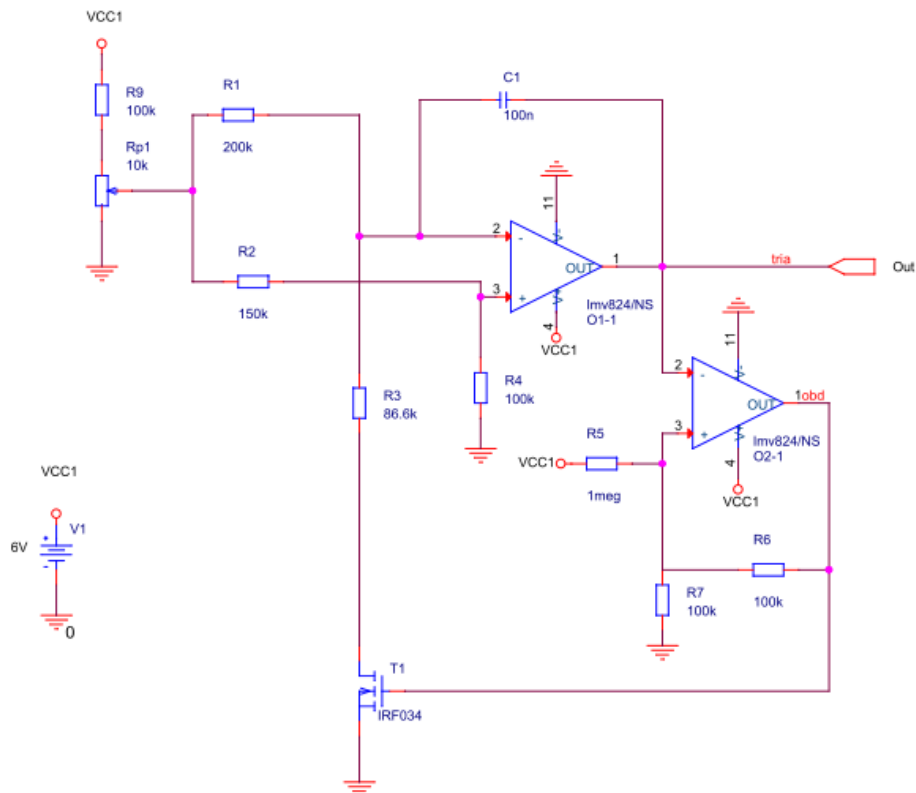 VCC1
R9
100k
Rp1
10k
R1
200k
C1
100n
R2
150k
2
-
3
+
11
V-
OUT
1
V+
4
VCC1
lmv824/NS
O1-1
tria
Out
R3
86.6k
R4
100k
11
V-
2
-
3
+
OUT
1
obd
V+
4
VCC1
lmv824/NS
O2-1
VCC1
R5
1meg
R6
100k
R7
100k
VCC1
V1
6V
+
-
0
T1
IRF034